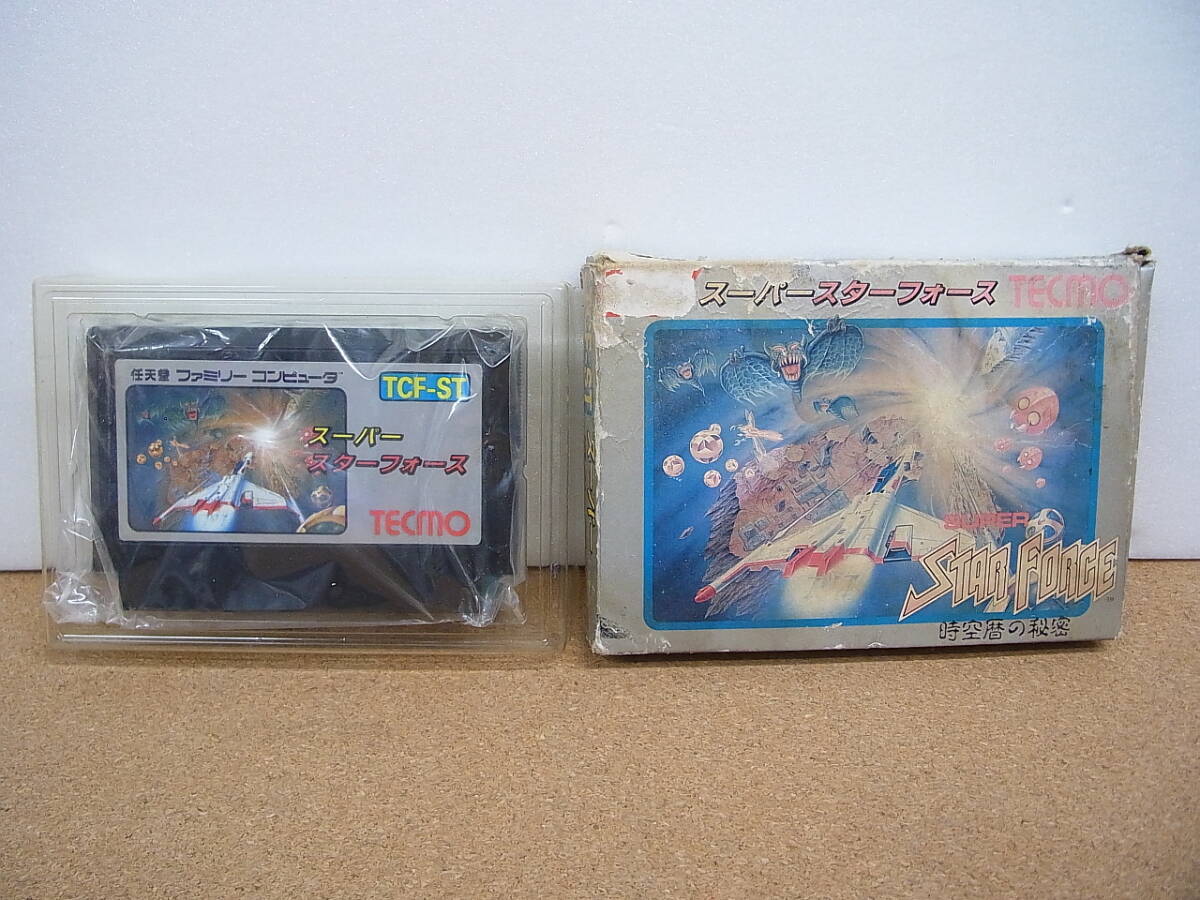 任天堂 ファミリー コンピュータ™
TCF-ST
スーパー
スターフォース
TECMO
スーパースターフォース TECMO
SUPER
STAR FORCE
時空暦の秘密